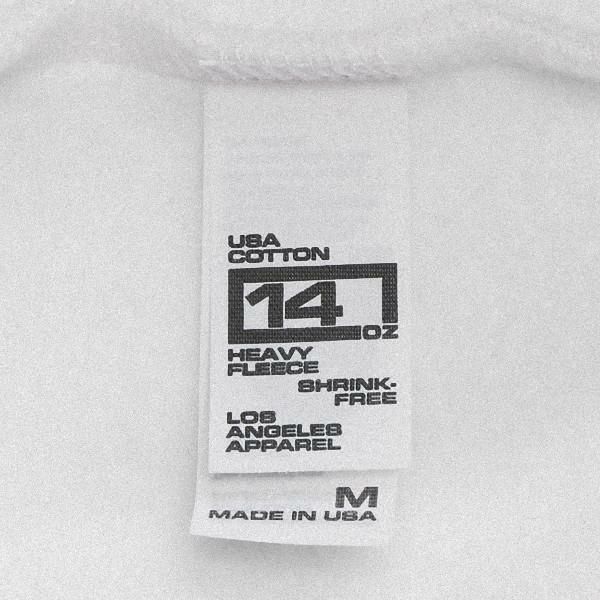 USA
COTTON
14
OZ
HEAVY
FLEECE
SHRINK-
FREE
LOS
ANGELES
APPAREL
M
MADE IN USA